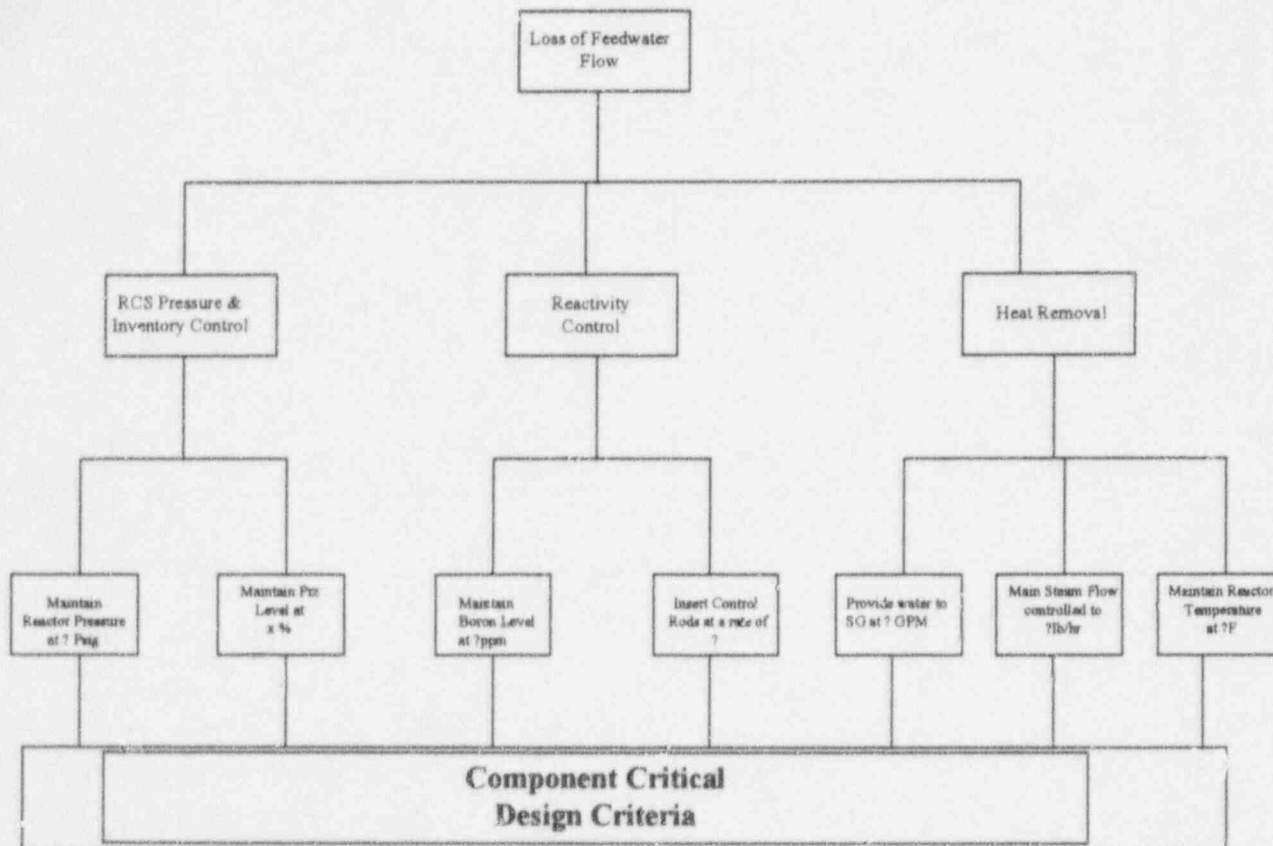 Loss of Feedwater
Flow
RCS Pressure &
Inventory Control
Reactivity
Control
Heat Removal
Maintain
Reactor Pressure
at ? Psig
Maintain Prz
Level at
x %
Maintain
Boron Level
at ?ppm
Insert Control
Rods at a rate of
?
Provide water to
SG at ? GPM
Main Steam Flow
controlled to
?lb/hr
Maintain Reactor
Temperature
at ?F
Component Critical
Design Criteria